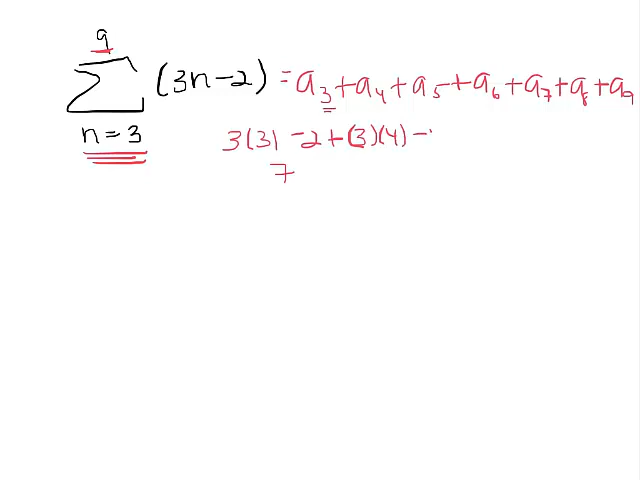 9
∑ (3n-2) = a₃ + a₄ + a₅ + a₆ + a₇ + a₈ + a₉
n = 3
3(3) - 2 + (3)(4) -
7